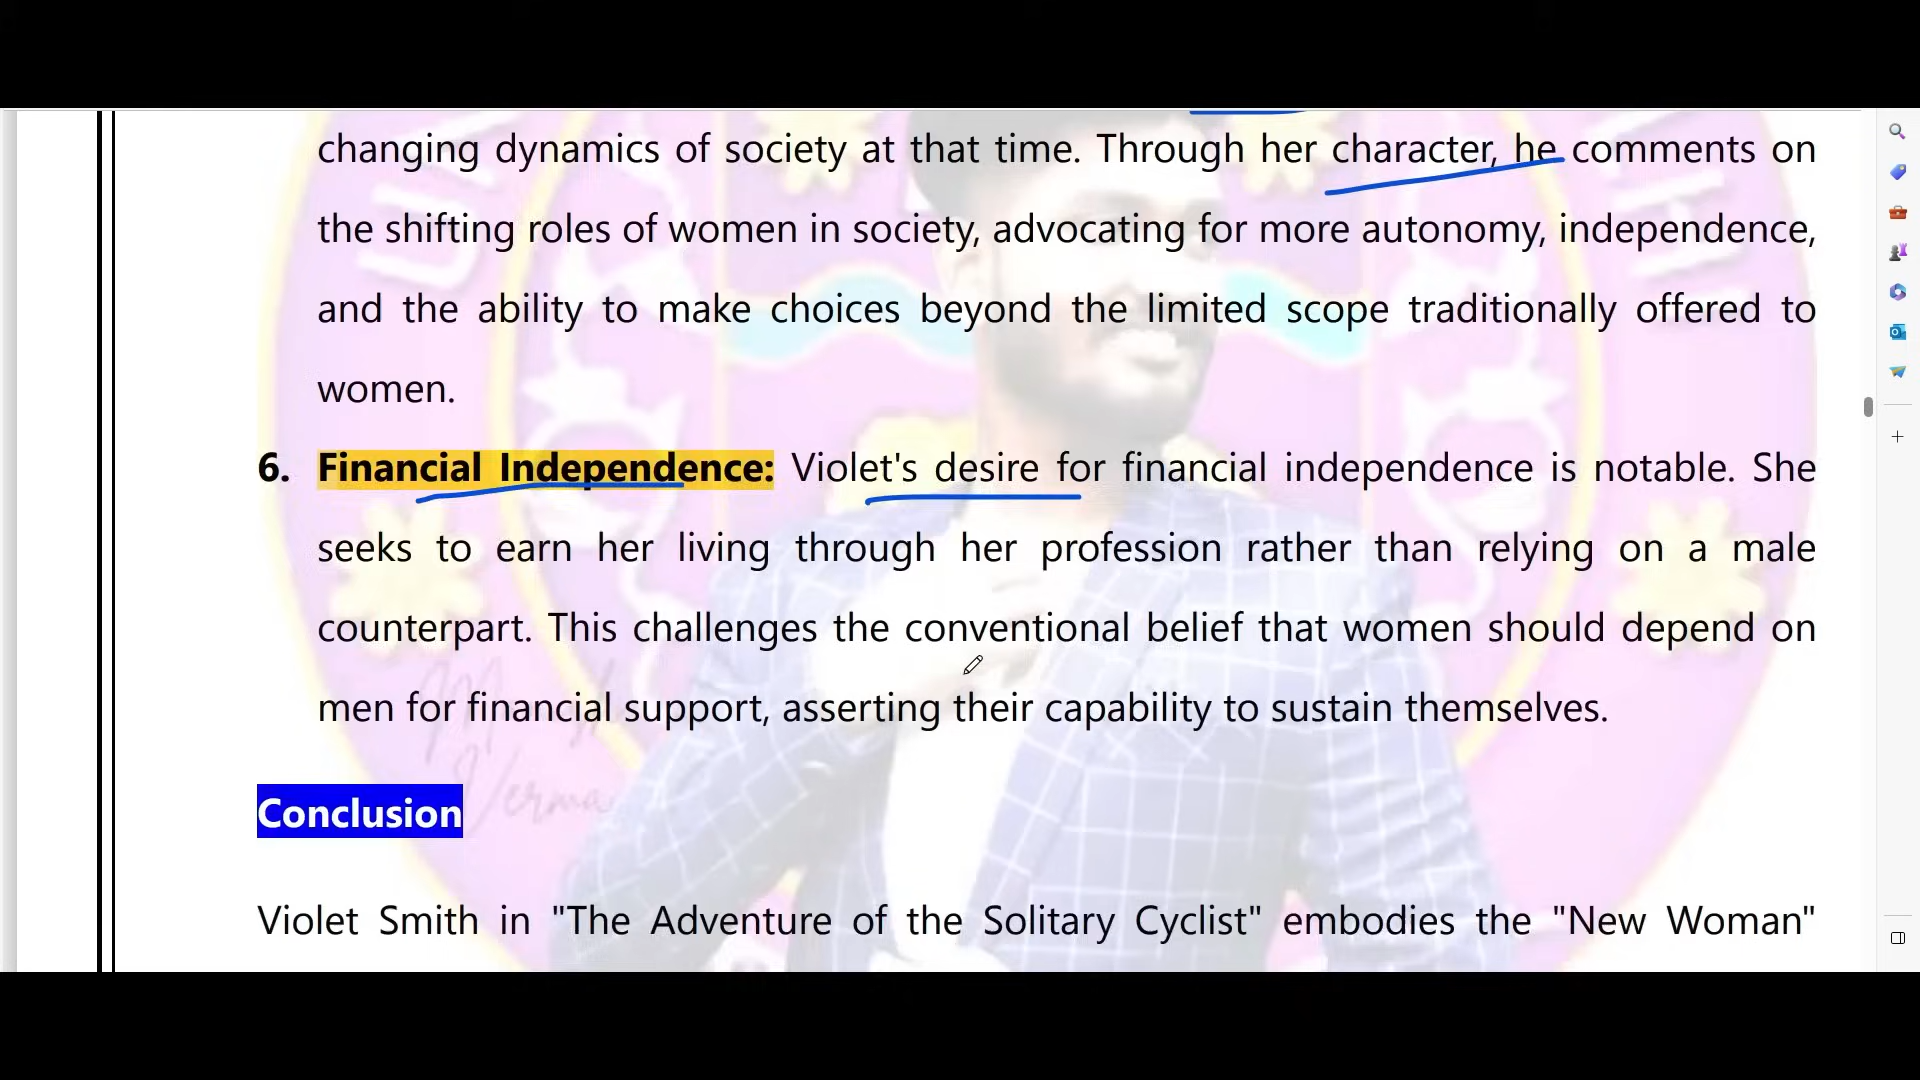 changing dynamics of society at that time. Through her character, he comments on
the shifting roles of women in society, advocating for more autonomy, independence,
and the ability to make choices beyond the limited scope traditionally offered to
women.
6. Financial Independence: Violet's desire for financial independence is notable. She
seeks to earn her living through her profession rather than relying on a male
counterpart. This challenges the conventional belief that women should depend on
men for financial support, asserting their capability to sustain themselves.
Verma
Conclusion
Violet Smith in "The Adventure of the Solitary Cyclist" embodies the "New Woman"